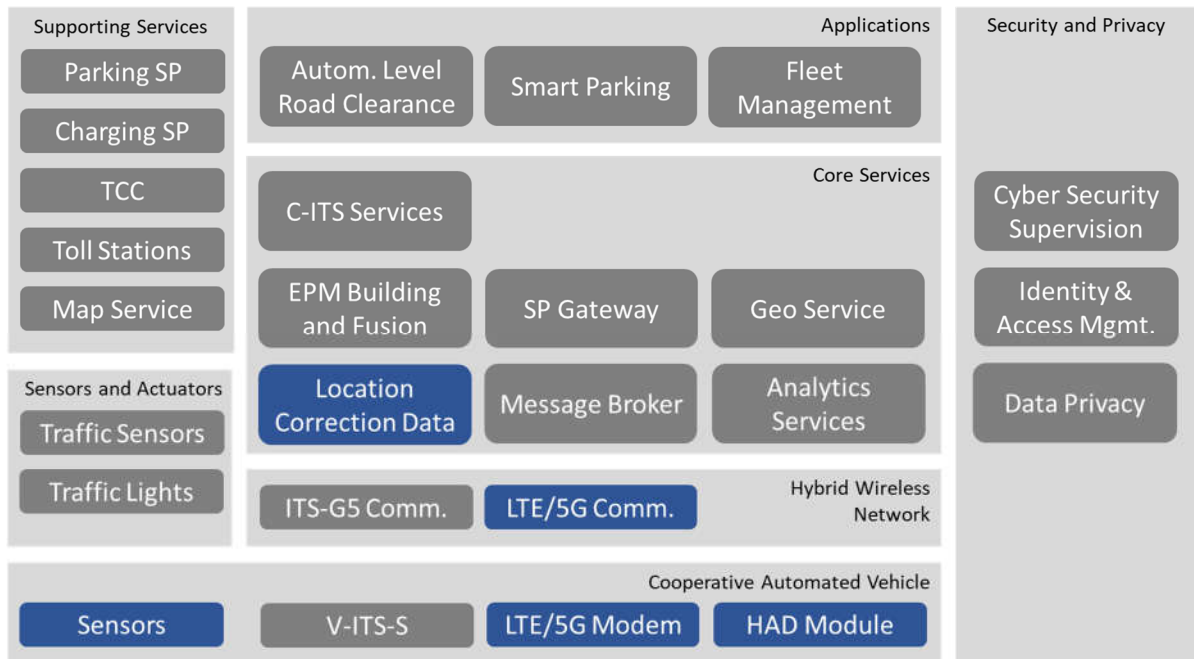 Supporting Services
Parking SP
Charging SP
TCC
Toll Stations
Map Service
Sensors and Actuators
Traffic Sensors
Traffic Lights
Applications
Autom. Level
Road Clearance
Smart Parking
Fleet
Management
Core Services
C-ITS Services
EPM Building
and Fusion
SP Gateway
Geo Service
Location
Correction Data
Message Broker
Analytics
Services
Hybrid Wireless
Network
ITS-G5 Comm.
LTE/5G Comm.
Cooperative Automated Vehicle
Sensors
V-ITS-S
LTE/5G Modem
HAD Module
Security and Privacy
Cyber Security
Supervision
Identity &
Access Mgmt.
Data Privacy